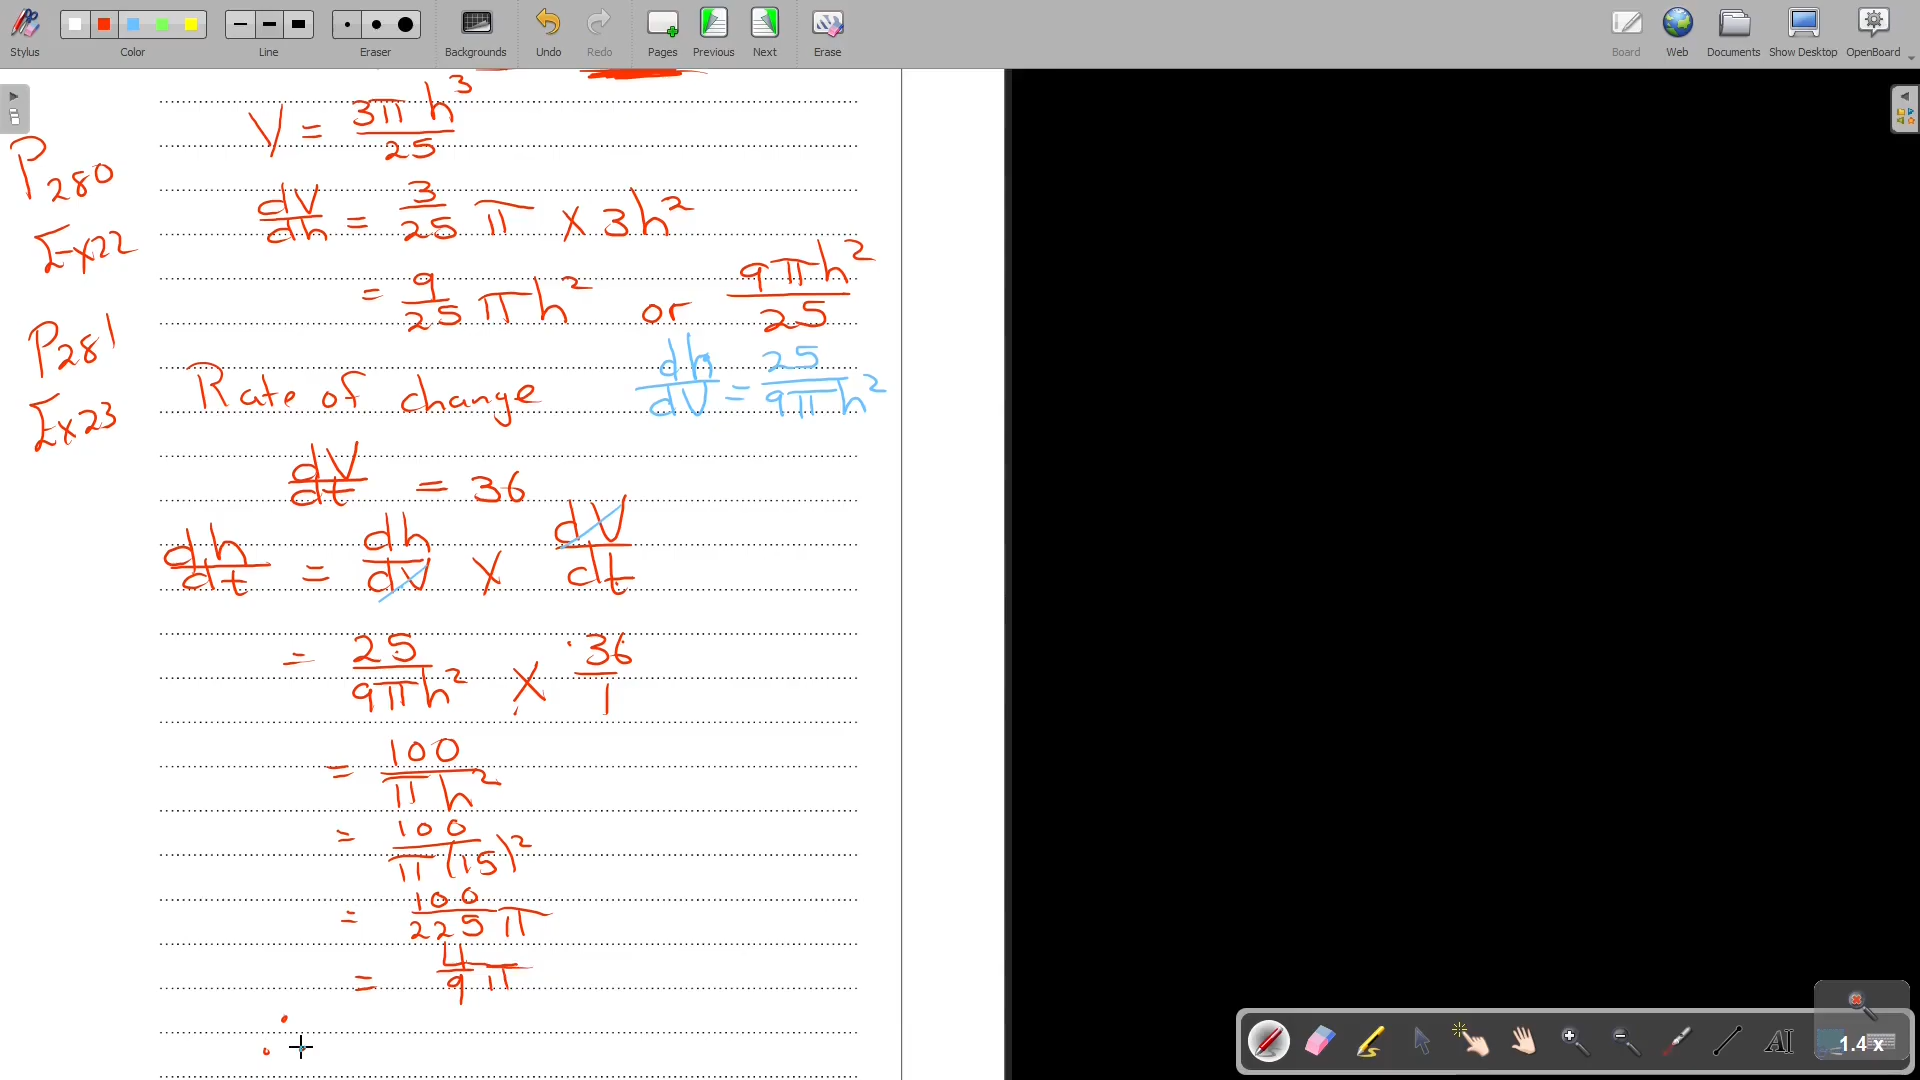 Stylus Color Line Eraser Backgrounds Undo Redo Pages Previous Next Erase Board Web Documents Show Desktop OpenBoard
V = 3πh³/25
P280
Ex22
dV/dh = 3/25 π × 3h²
= 9/25 πh² or 9πh²/25
P281
Ex23
dh/dV = 25/9πh²
Rate of change
dV/dt = 36
dh/dt = dh/dV × dV/dt
= 25/9πh² × 36/1
= 100/πh²
= 100/π(15)²
= 100/225π
= 4/9π
1.4 x